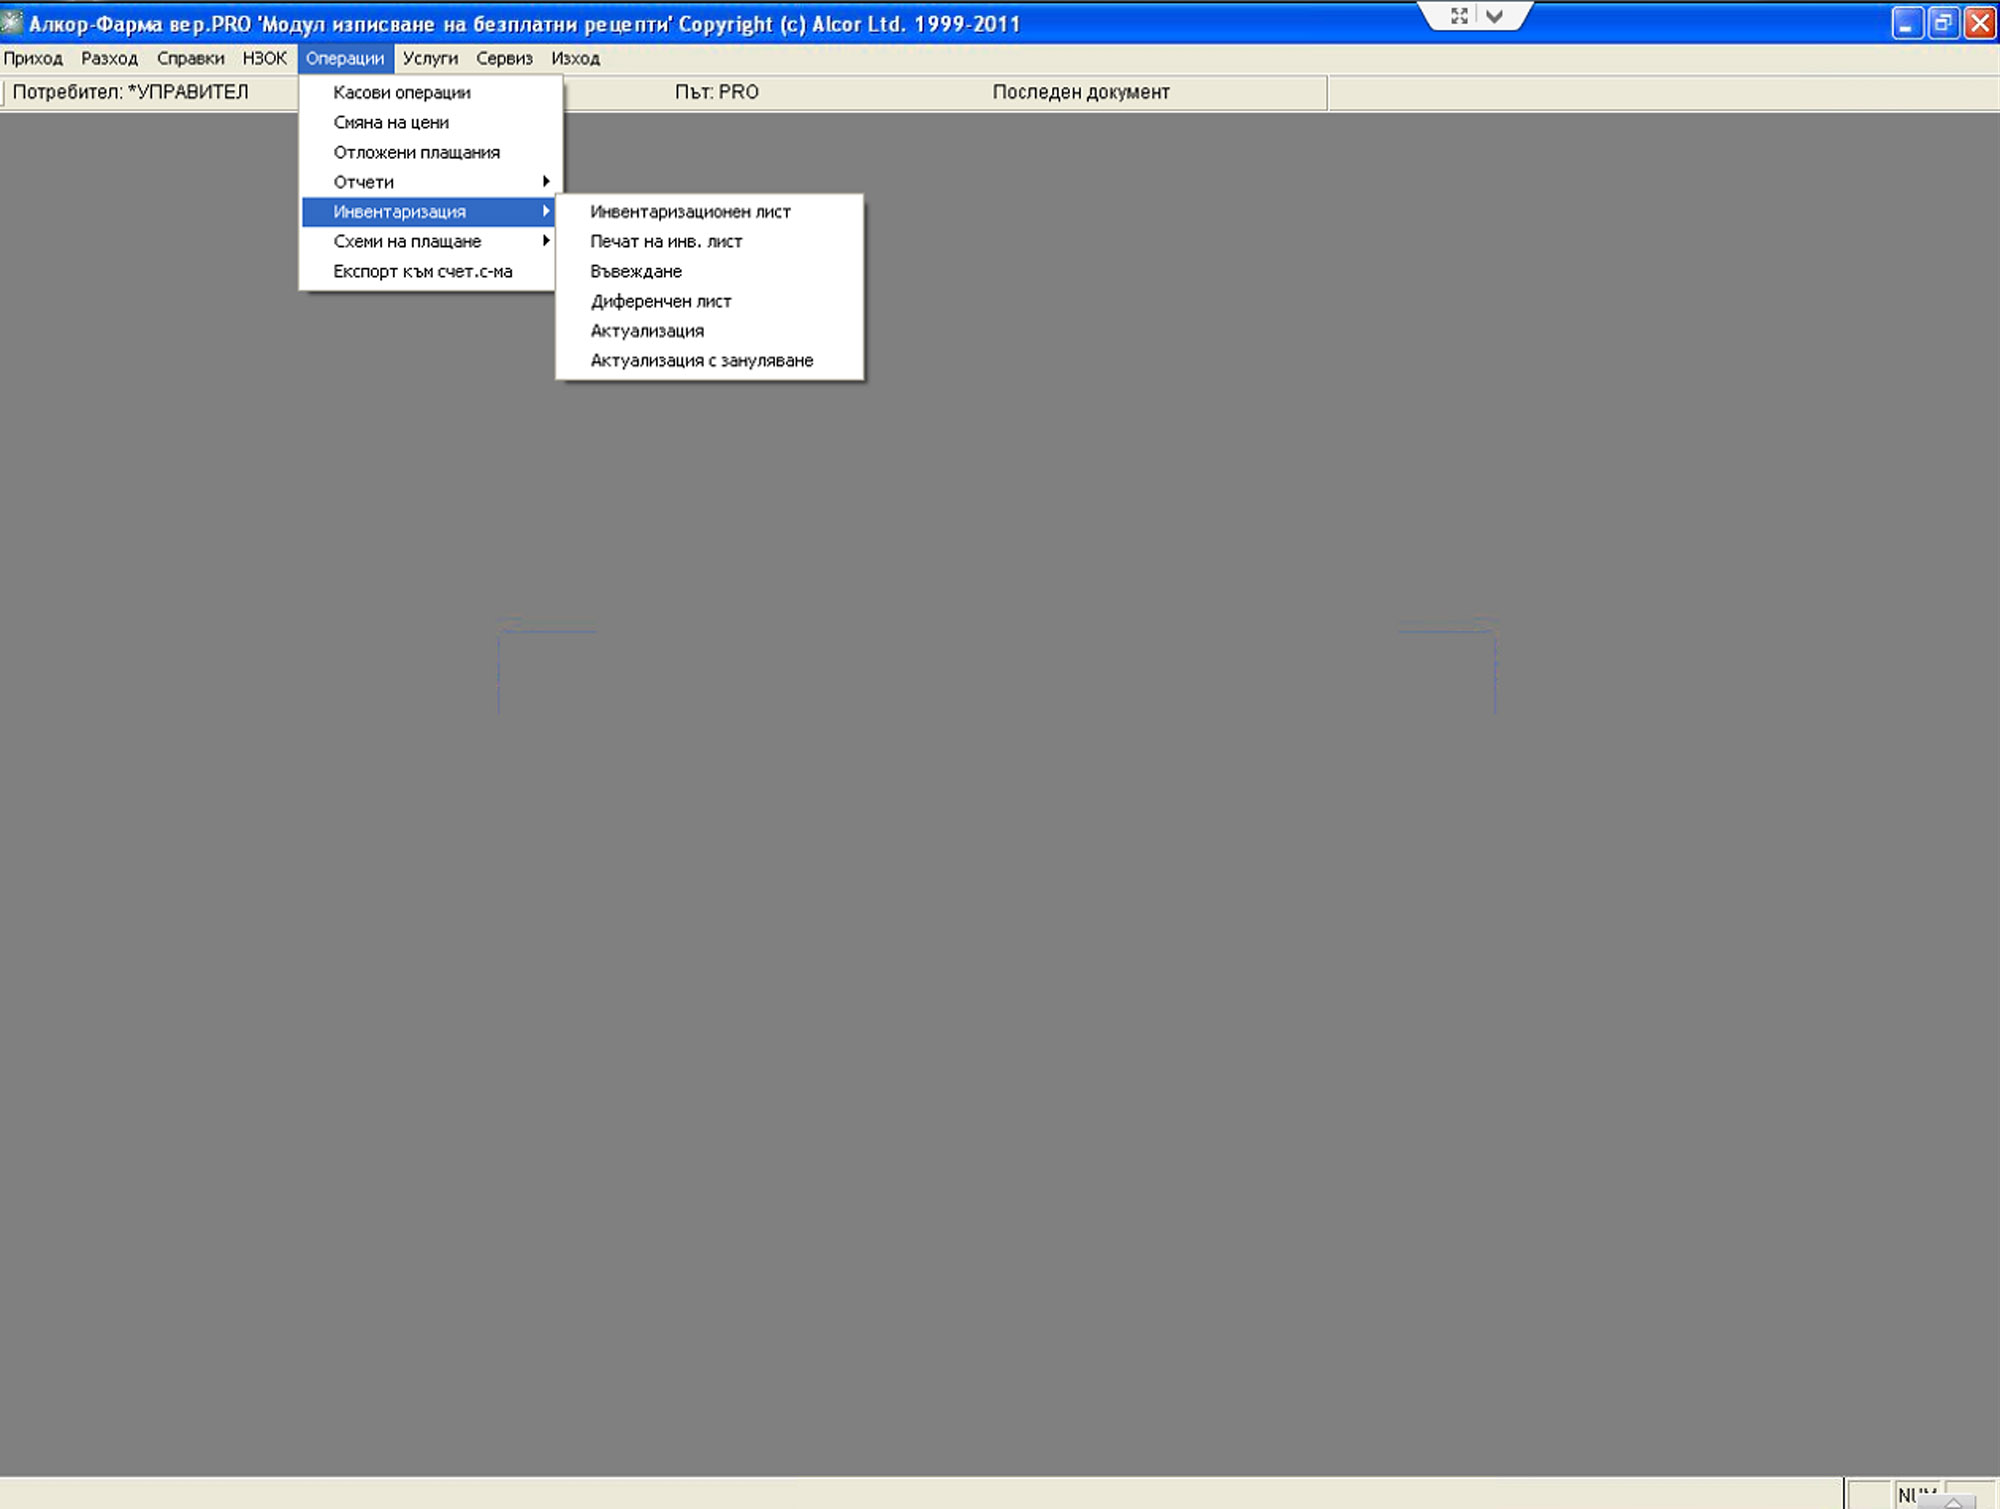 Алкор-Фарма вер.PRO 'Модул изписване на безплатни рецепти' Copyright (c) Alcor Ltd. 1999-2011
Приход Разход Справки НЗОК Операции Услуги Сервиз Изход
Потребител: *УПРАВИТЕЛ Път: PRO Последен документ
Касови операции
Смяна на цени
Отложени плащания
Отчети
Инвентаризация
Схеми на плащане
Експорт към счет.с-ма
Инвентаризационен лист
Печат на инв. лист
Въвеждане
Диференчен лист
Актуализация
Актуализация с зануляване